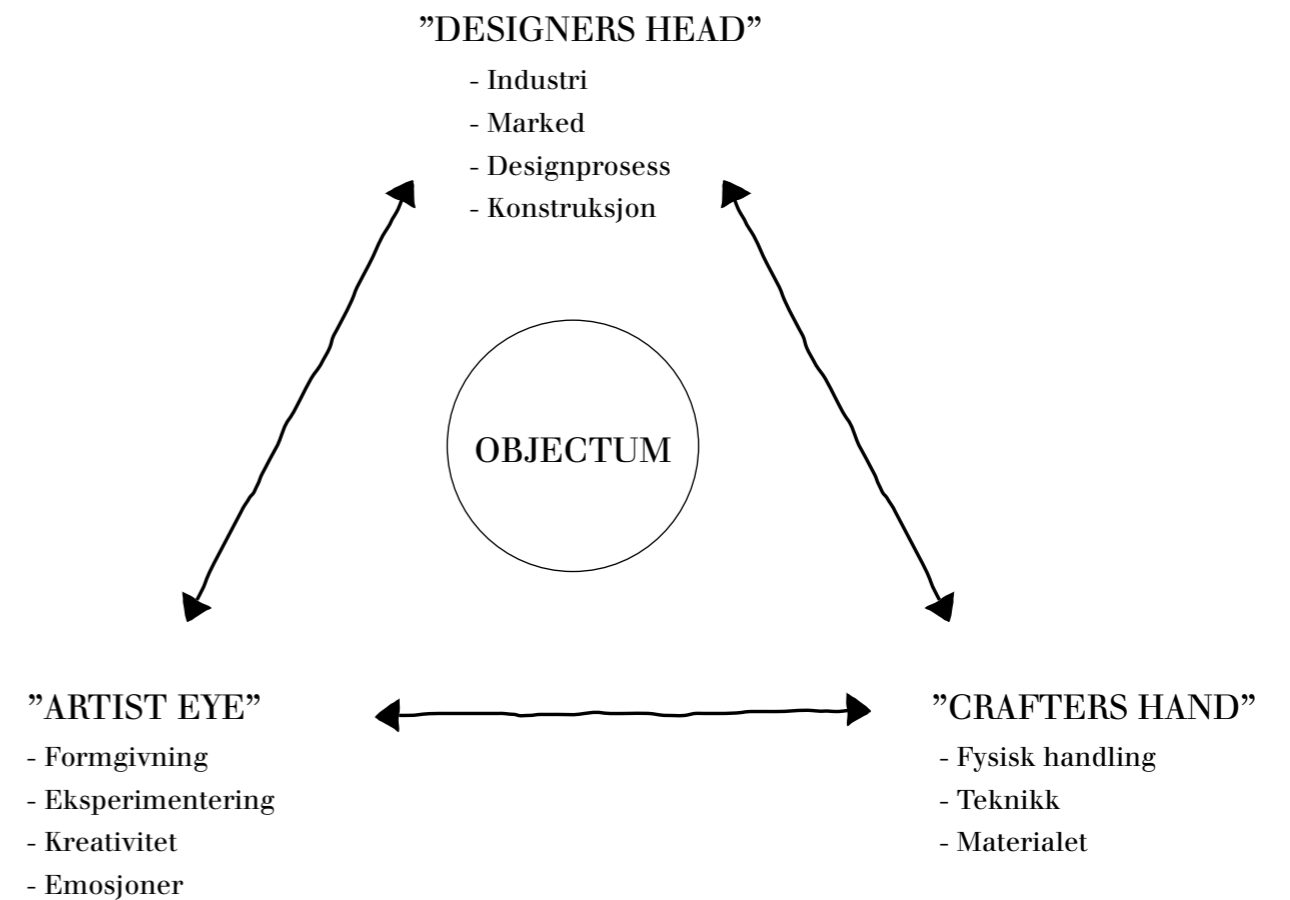 ”DESIGNERS HEAD”
- Industri
- Marked
- Designprosess
- Konstruksjon
OBJECTUM
”ARTIST EYE”
- Formgivning
- Eksperimentering
- Kreativitet
- Emosjoner
”CRAFTERS HAND”
- Fysisk handling
- Teknikk
- Materialet